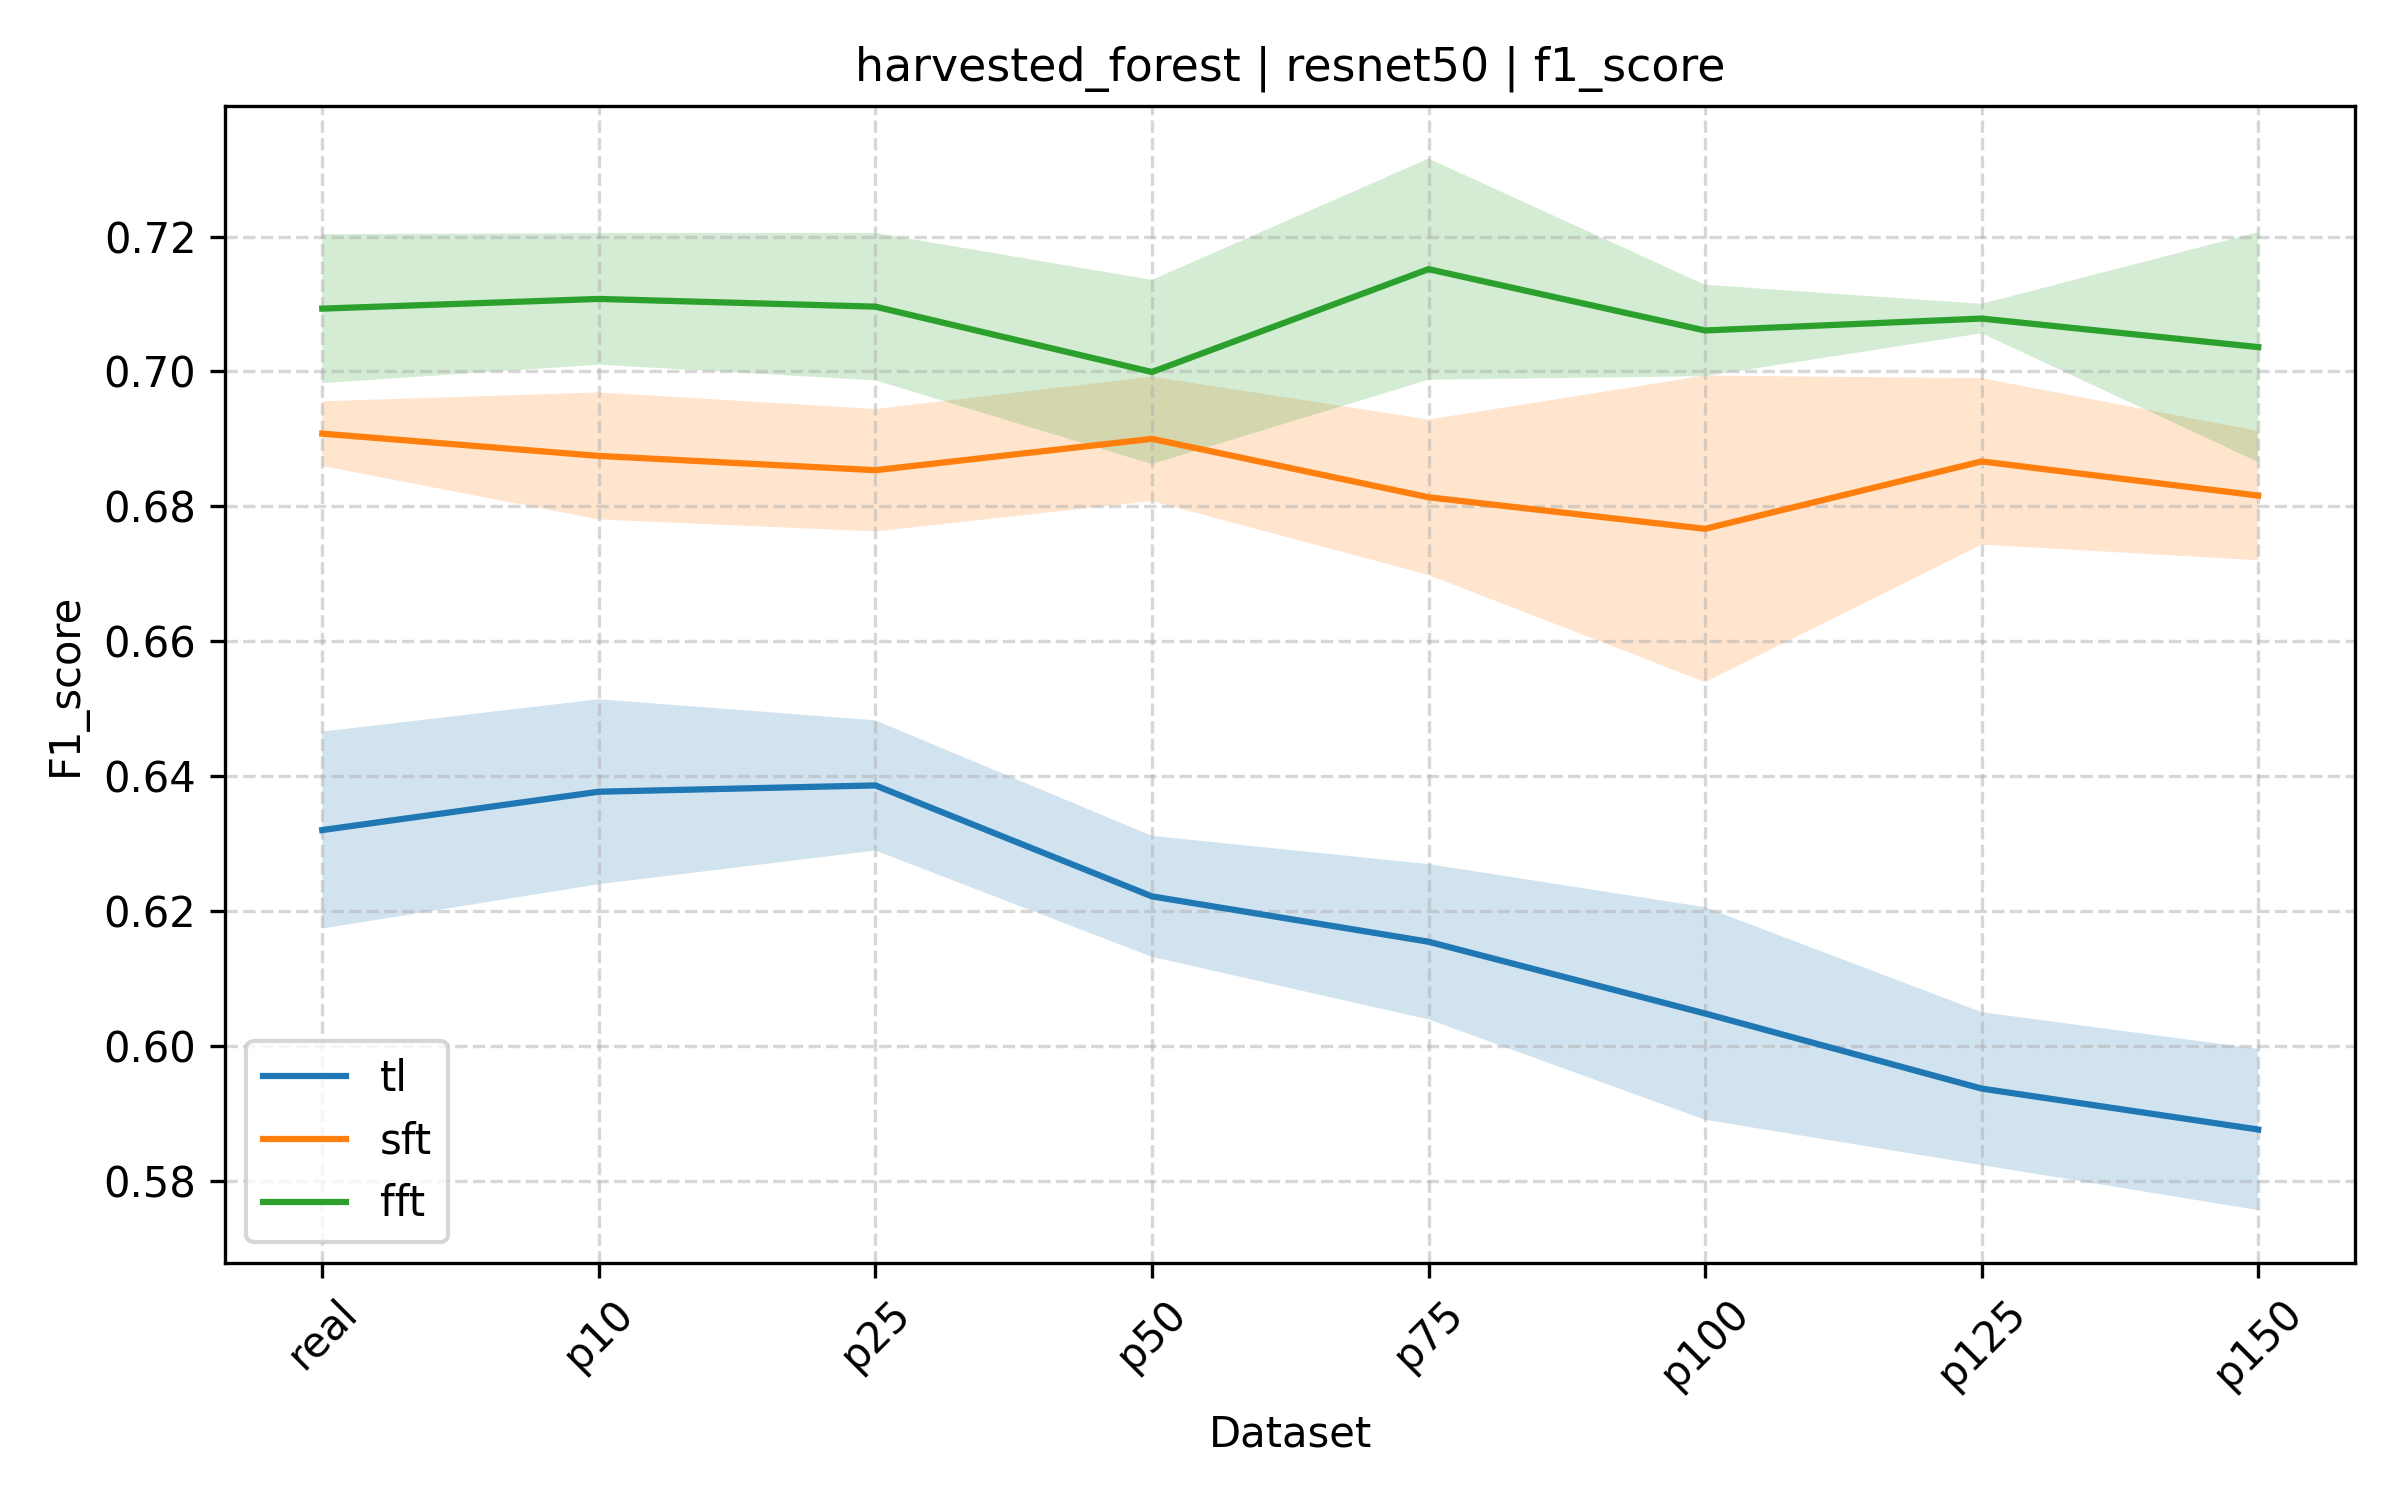 harvested_forest | resnet50 | f1_score
F1_score
0.72
0.70
0.68
0.66
0.64
0.62
0.60
0.58
tl
sft
fft
real
p10
p25
p50
p75
p100
p125
p150
Dataset